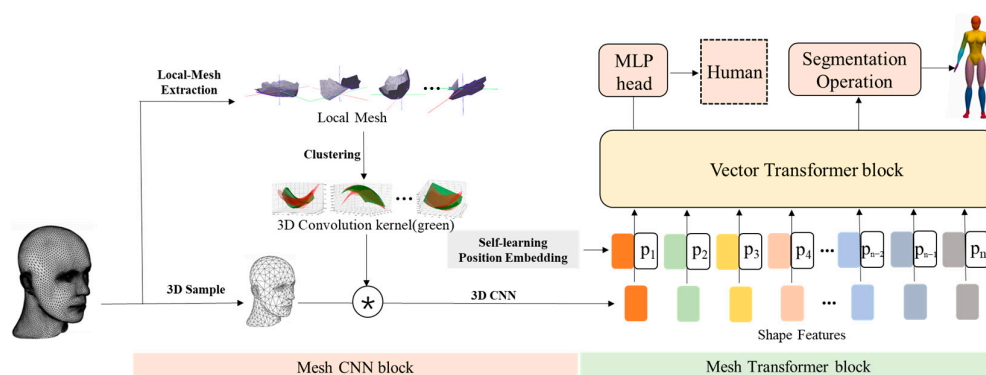 Local-Mesh
Extraction
Local Mesh
Clustering
3D Convolution kernel(green)
3D Sample
*
3D CNN
Mesh CNN block
MLP
head
Human
Segmentation
Operation
Vector Transformer block
Self-learning
Position Embedding
p1 p2 p3 p4 ... pn-2 pn-1 pn
...
Shape Features
Mesh Transformer block